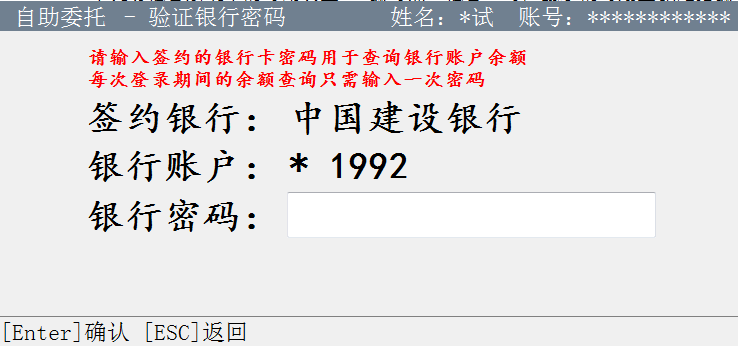 自助委托 - 验证银行密码 姓名：*试 账号：************
请输入签约的银行卡密码用于查询银行账户余额
每次登录期间的余额查询只需输入一次密码
签约银行： 中国建设银行
银行账户： * 1992
银行密码：
[Enter]确认 [ESC]返回